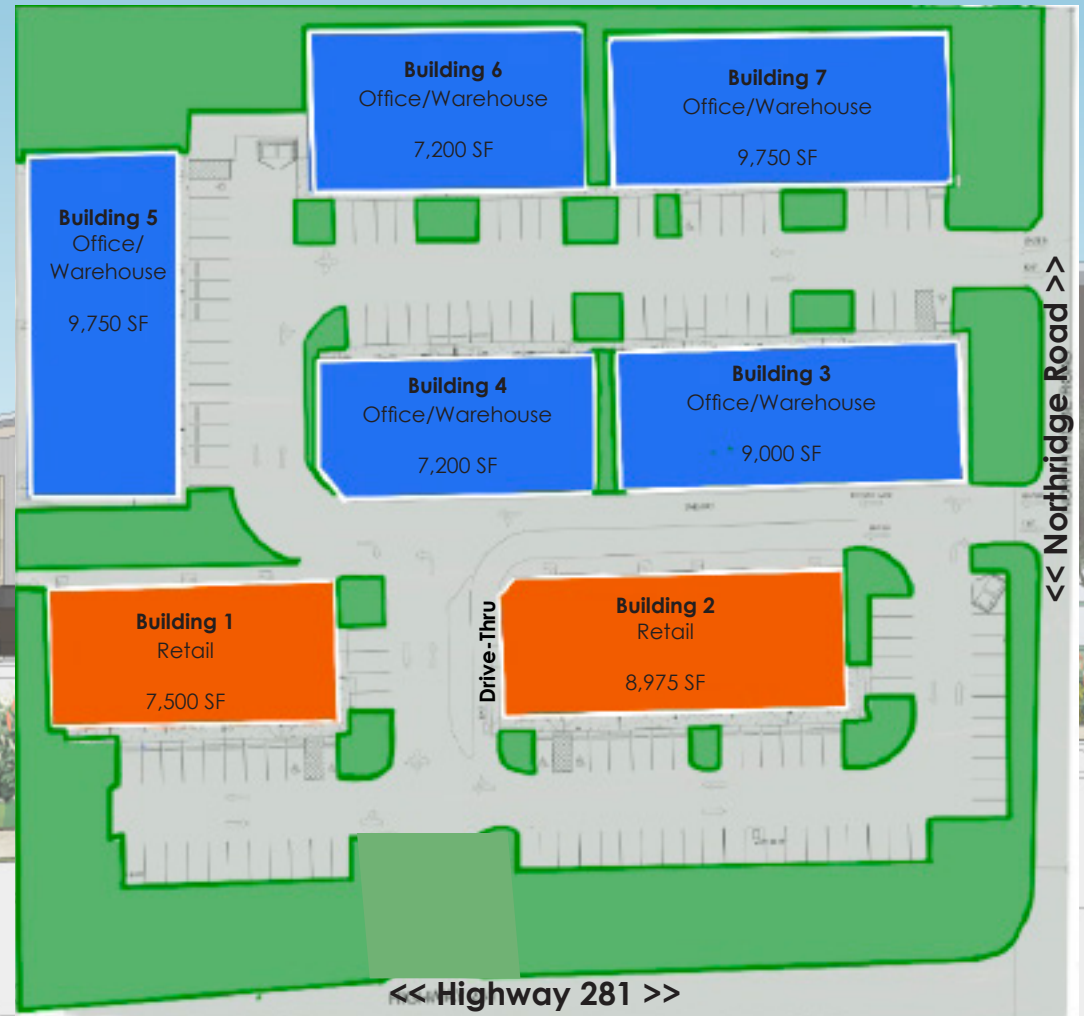 Building 6
Office/Warehouse
7,200 SF
Building 7
Office/Warehouse
9,750 SF
Building 5
Office/
Warehouse
9,750 SF
Building 4
Office/Warehouse
7,200 SF
Building 3
Office/Warehouse
9,000 SF
<< Northridge Road >>
Building 1
Retail
7,500 SF
Drive-Thru
Building 2
Retail
8,975 SF
<< Highway 281 >>